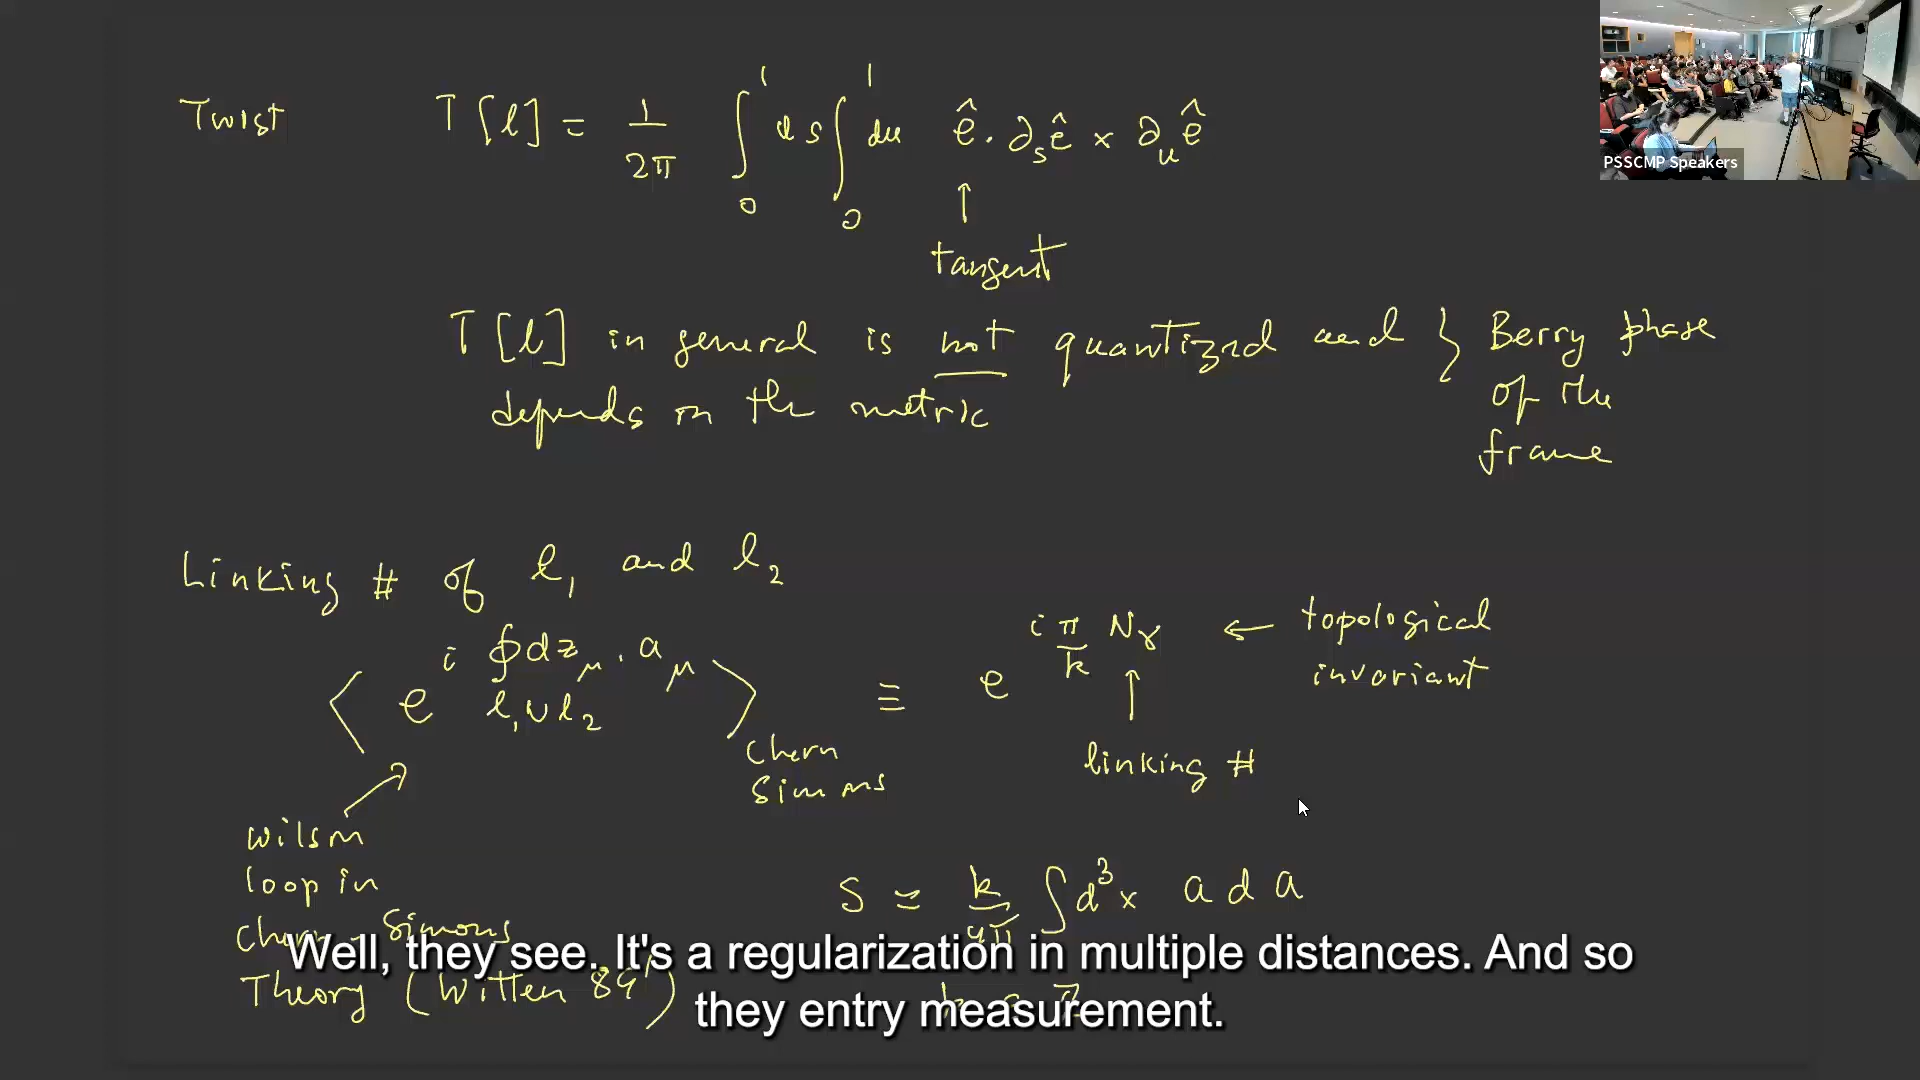 Twist T[l] = 1/2π ∫₀¹ ds ∫₀¹ du ê · ∂ₛê × ∂ᵤê
↑
tangent
T[l] in general is not quantized and } Berry phase
depends on the metric of the
frame
Linking # of l₁ and l₂
⟨ e^{i ∮_{l₁∪l₂} dz_μ · a_μ} ⟩ Chern Simons ≡ e^{i π/k N_γ} ← topological invariant
↑
linking #
Wilson
loop in
Chern-Simons
Theory (Witten 89')
S = k/4π ∫d³x a d a
PSSCMP Speakers
Well, they see. It's a regularization in multiple distances. And so
they entry measurement.